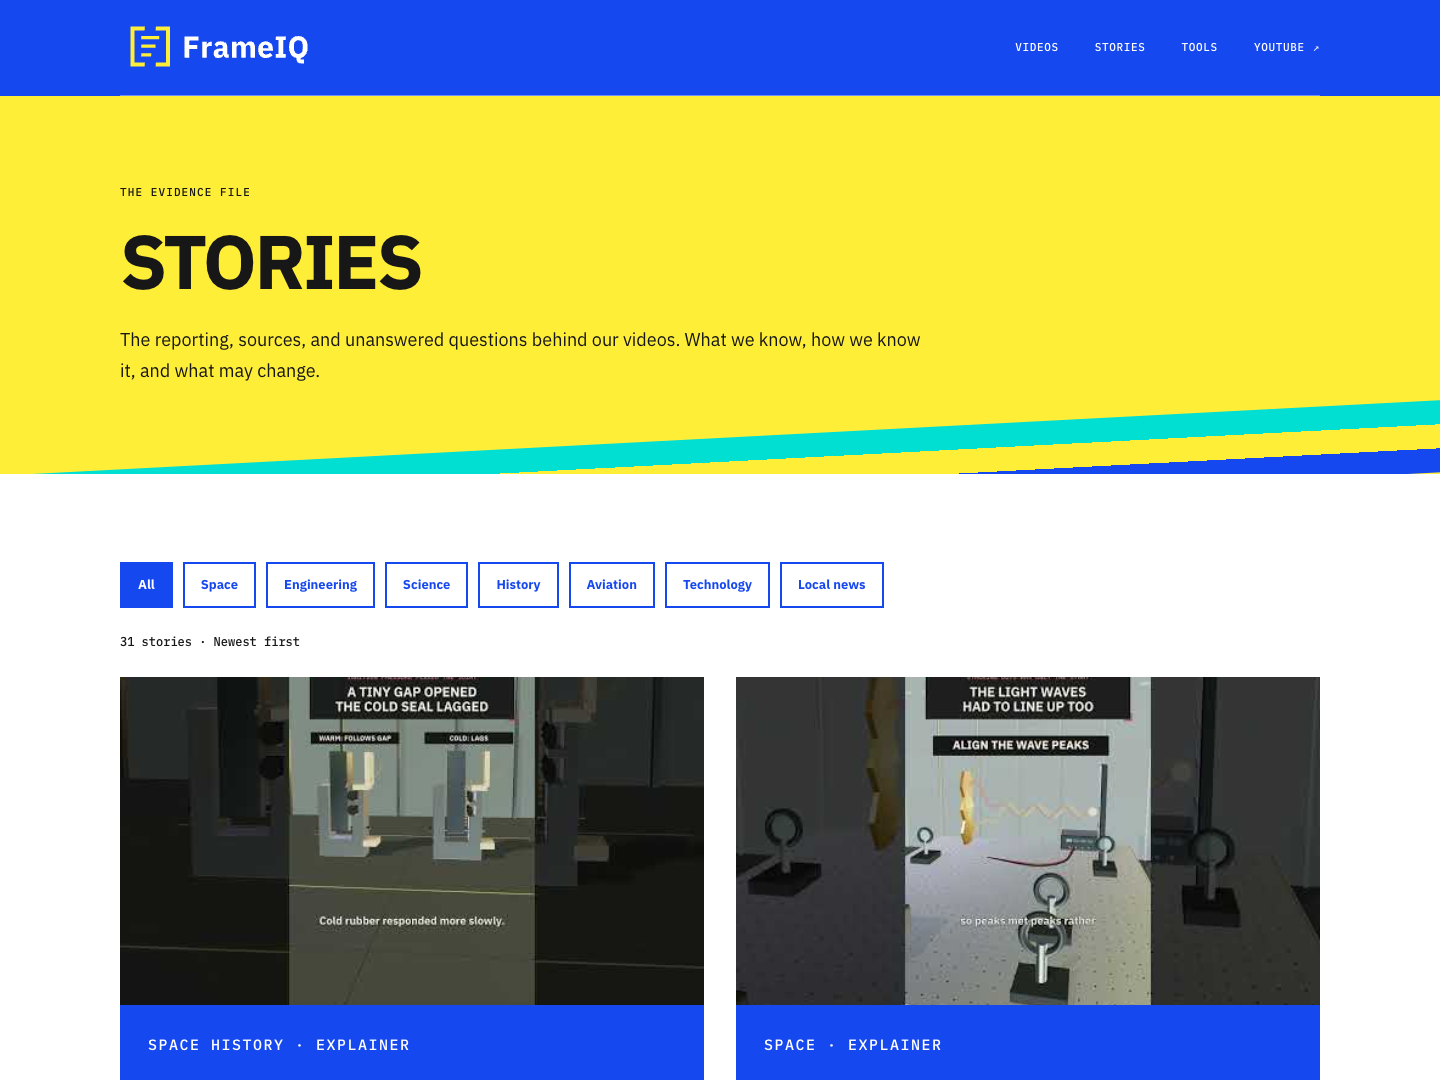 FrameIQ
VIDEOS
STORIES
TOOLS
YOUTUBE ↗
THE EVIDENCE FILE
STORIES
The reporting, sources, and unanswered questions behind our videos. What we know, how we know
it, and what may change.
All
Space
Engineering
Science
History
Aviation
Technology
Local news
31 stories · Newest first
A TINY GAP OPENED
THE COLD SEAL LAGGED
WARM: FOLLOWS GAP
COLD: LAGS
Cold rubber responded more slowly.
SPACE HISTORY · EXPLAINER
THE LIGHT WAVES
HAD TO LINE UP TOO
ALIGN THE WAVE PEAKS
so peaks met peaks rather
SPACE · EXPLAINER